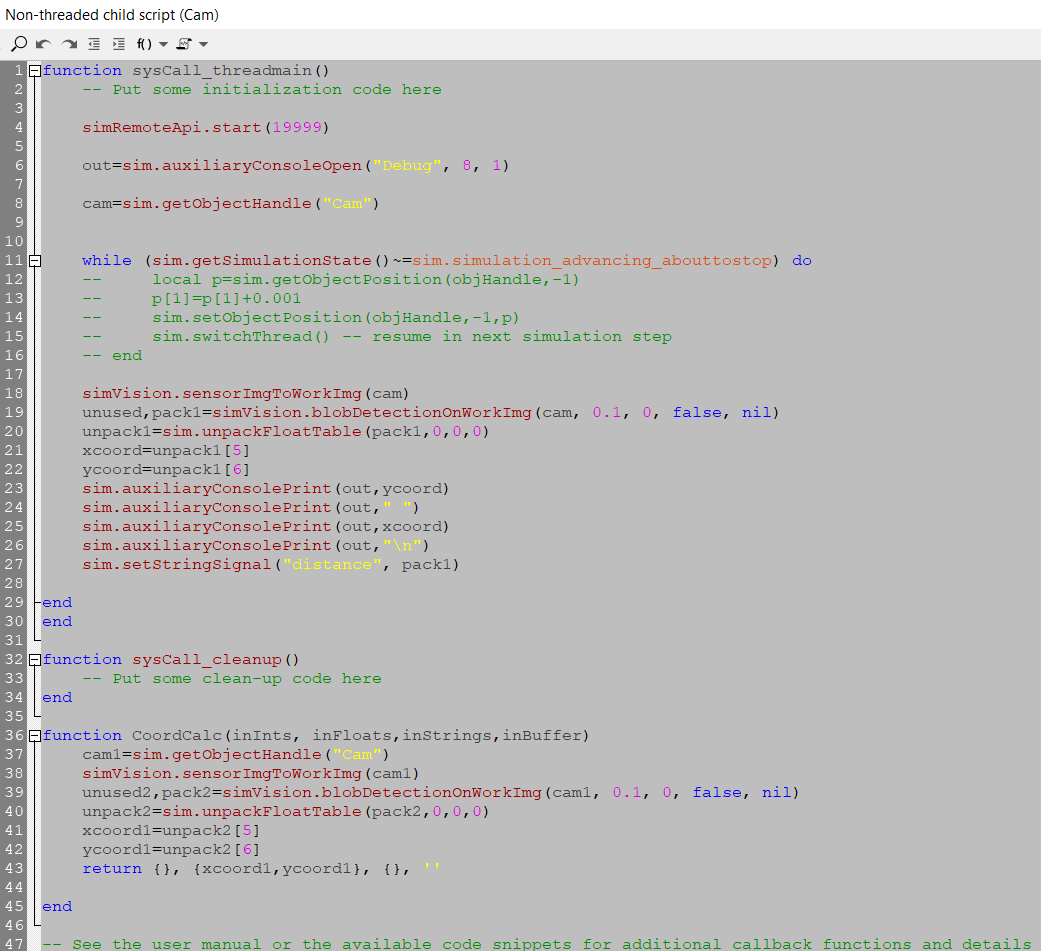 Non-threaded child script (Cam)
f()
1 function sysCall_threadmain()
2 -- Put some initialization code here
3
4 simRemoteApi.start(19999)
5
6 out=sim.auxiliaryConsoleOpen("Debug", 8, 1)
7
8 cam=sim.getObjectHandle("Cam")
9
10
11 while (sim.getSimulationState()~=sim.simulation_advancing_abouttostop) do
12 -- local p=sim.getObjectPosition(objHandle,-1)
13 -- p[1]=p[1]+0.001
14 -- sim.setObjectPosition(objHandle,-1,p)
15 -- sim.switchThread() -- resume in next simulation step
16 -- end
17
18 simVision.sensorImgToWorkImg(cam)
19 unused,pack1=simVision.blobDetectionOnWorkImg(cam, 0.1, 0, false, nil)
20 unpack1=sim.unpackFloatTable(pack1,0,0,0)
21 xcoord=unpack1[5]
22 ycoord=unpack1[6]
23 sim.auxiliaryConsolePrint(out,ycoord)
24 sim.auxiliaryConsolePrint(out," ")
25 sim.auxiliaryConsolePrint(out,xcoord)
26 sim.auxiliaryConsolePrint(out,"\n")
27 sim.setStringSignal("distance", pack1)
28
29 end
30 end
31
32 function sysCall_cleanup()
33 -- Put some clean-up code here
34 end
35
36 function CoordCalc(inInts, inFloats,inStrings,inBuffer)
37 cam1=sim.getObjectHandle("Cam")
38 simVision.sensorImgToWorkImg(cam1)
39 unused2,pack2=simVision.blobDetectionOnWorkImg(cam1, 0.1, 0, false, nil)
40 unpack2=sim.unpackFloatTable(pack2,0,0,0)
41 xcoord1=unpack2[5]
42 ycoord1=unpack2[6]
43 return {}, {xcoord1,ycoord1}, {}, ''
44
45 end
46
47 -- See the user manual or the available code snippets for additional callback functions and details